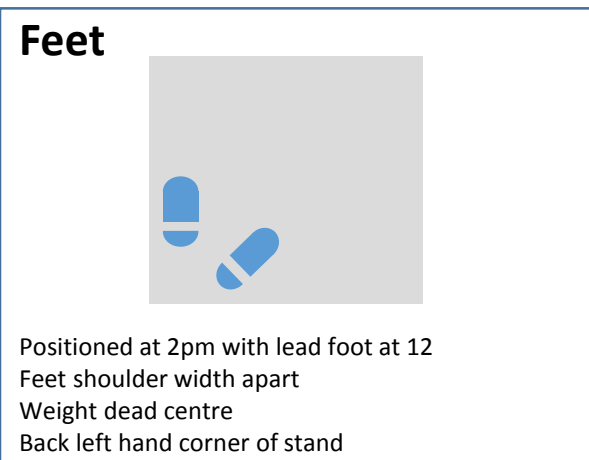 Feet
Positioned at 2pm with lead foot at 12
Feet shoulder width apart
Weight dead centre
Back left hand corner of stand